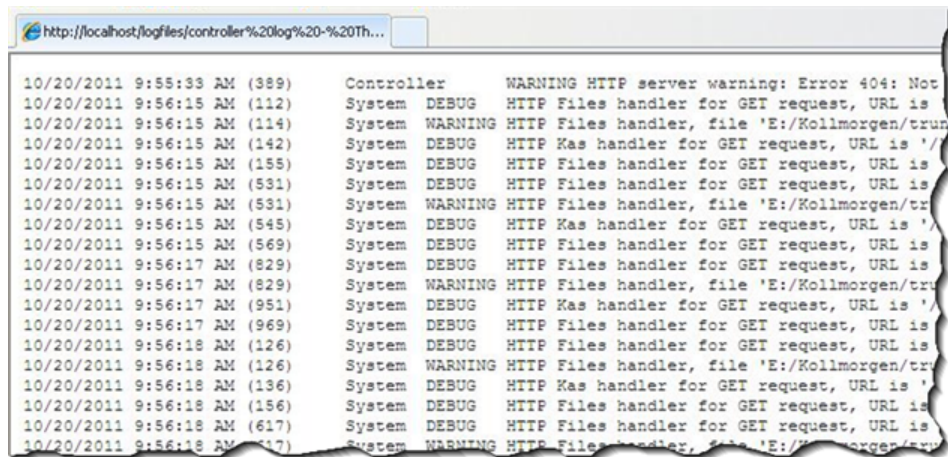 http://localhost/logfiles/controller%20log%20-%20Th...
10/20/2011 9:55:33 AM (389) Controller WARNING HTTP server warning: Error 404: Not
10/20/2011 9:56:15 AM (112) System DEBUG HTTP Files handler for GET request, URL is
10/20/2011 9:56:15 AM (114) System WARNING HTTP Files handler, file 'E:/Kollmorgen/trun
10/20/2011 9:56:15 AM (142) System DEBUG HTTP Kas handler for GET request, URL is '/
10/20/2011 9:56:15 AM (155) System DEBUG HTTP Files handler for GET request, URL is
10/20/2011 9:56:15 AM (531) System DEBUG HTTP Files handler for GET request, URL is
10/20/2011 9:56:15 AM (531) System WARNING HTTP Files handler, file 'E:/Kollmorgen/tr
10/20/2011 9:56:15 AM (545) System DEBUG HTTP Kas handler for GET request, URL is '/
10/20/2011 9:56:15 AM (569) System DEBUG HTTP Files handler for GET request, URL is
10/20/2011 9:56:17 AM (829) System DEBUG HTTP Files handler for GET request, URL is
10/20/2011 9:56:17 AM (829) System WARNING HTTP Files handler, file 'E:/Kollmorgen/tru
10/20/2011 9:56:17 AM (951) System DEBUG HTTP Kas handler for GET request, URL is '/
10/20/2011 9:56:17 AM (969) System DEBUG HTTP Files handler for GET request, URL is
10/20/2011 9:56:18 AM (126) System DEBUG HTTP Files handler for GET request, URL is
10/20/2011 9:56:18 AM (126) System WARNING HTTP Files handler, file 'E:/Kollmorgen/tru
10/20/2011 9:56:18 AM (136) System DEBUG HTTP Kas handler for GET request, URL is '
10/20/2011 9:56:18 AM (156) System DEBUG HTTP Files handler for GET request, URL is
10/20/2011 9:56:18 AM (617) System DEBUG HTTP Files handler for GET request, URL is
10/20/2011 9:56:18 AM System WARNING HTTP Files handler, file